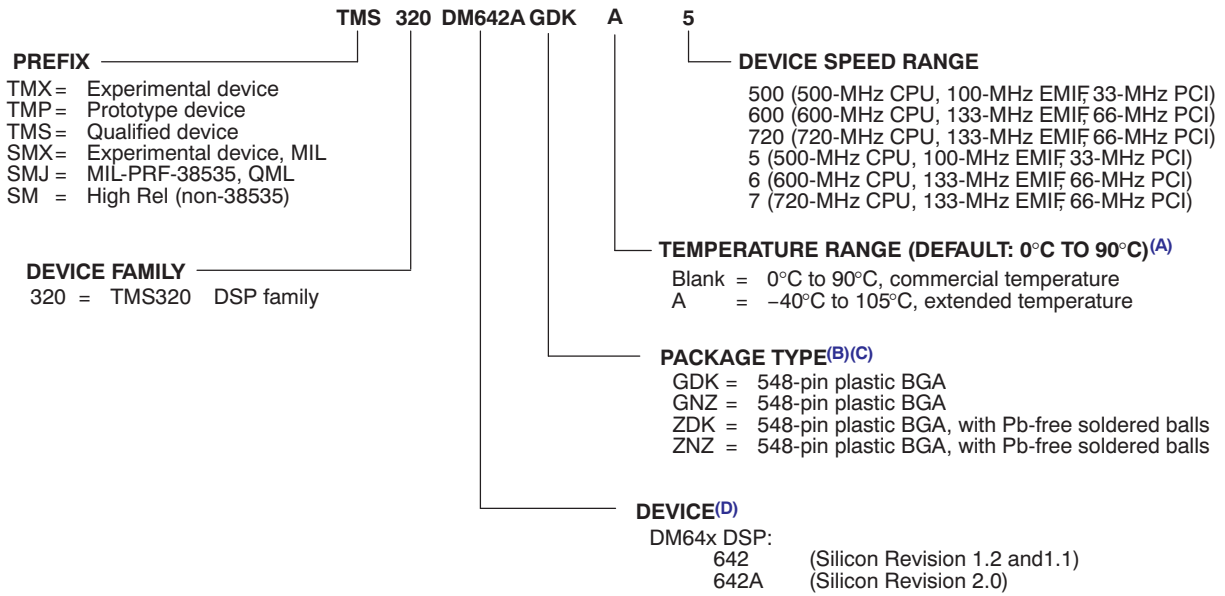 TMS 320 DM642A GDK A 5
PREFIX
TMX = Experimental device
TMP = Prototype device
TMS = Qualified device
SMX = Experimental device, MIL
SMJ = MIL-PRF-38535, QML
SM = High Rel (non-38535)
DEVICE SPEED RANGE
500 (500-MHz CPU, 100-MHz EMIF, 33-MHz PCI)
600 (600-MHz CPU, 133-MHz EMIF, 66-MHz PCI)
720 (720-MHz CPU, 133-MHz EMIF, 66-MHz PCI)
5 (500-MHz CPU, 100-MHz EMIF, 33-MHz PCI)
6 (600-MHz CPU, 133-MHz EMIF, 66-MHz PCI)
7 (720-MHz CPU, 133-MHz EMIF, 66-MHz PCI)
DEVICE FAMILY
320 = TMS320 DSP family
TEMPERATURE RANGE (DEFAULT: 0°C TO 90°C)(A)
Blank = 0°C to 90°C, commercial temperature
A = −40°C to 105°C, extended temperature
PACKAGE TYPE(B)(C)
GDK = 548-pin plastic BGA
GNZ = 548-pin plastic BGA
ZDK = 548-pin plastic BGA, with Pb-free soldered balls
ZNZ = 548-pin plastic BGA, with Pb-free soldered balls
DEVICE(D)
DM64x DSP:
642 (Silicon Revision 1.2 and1.1)
642A (Silicon Revision 2.0)